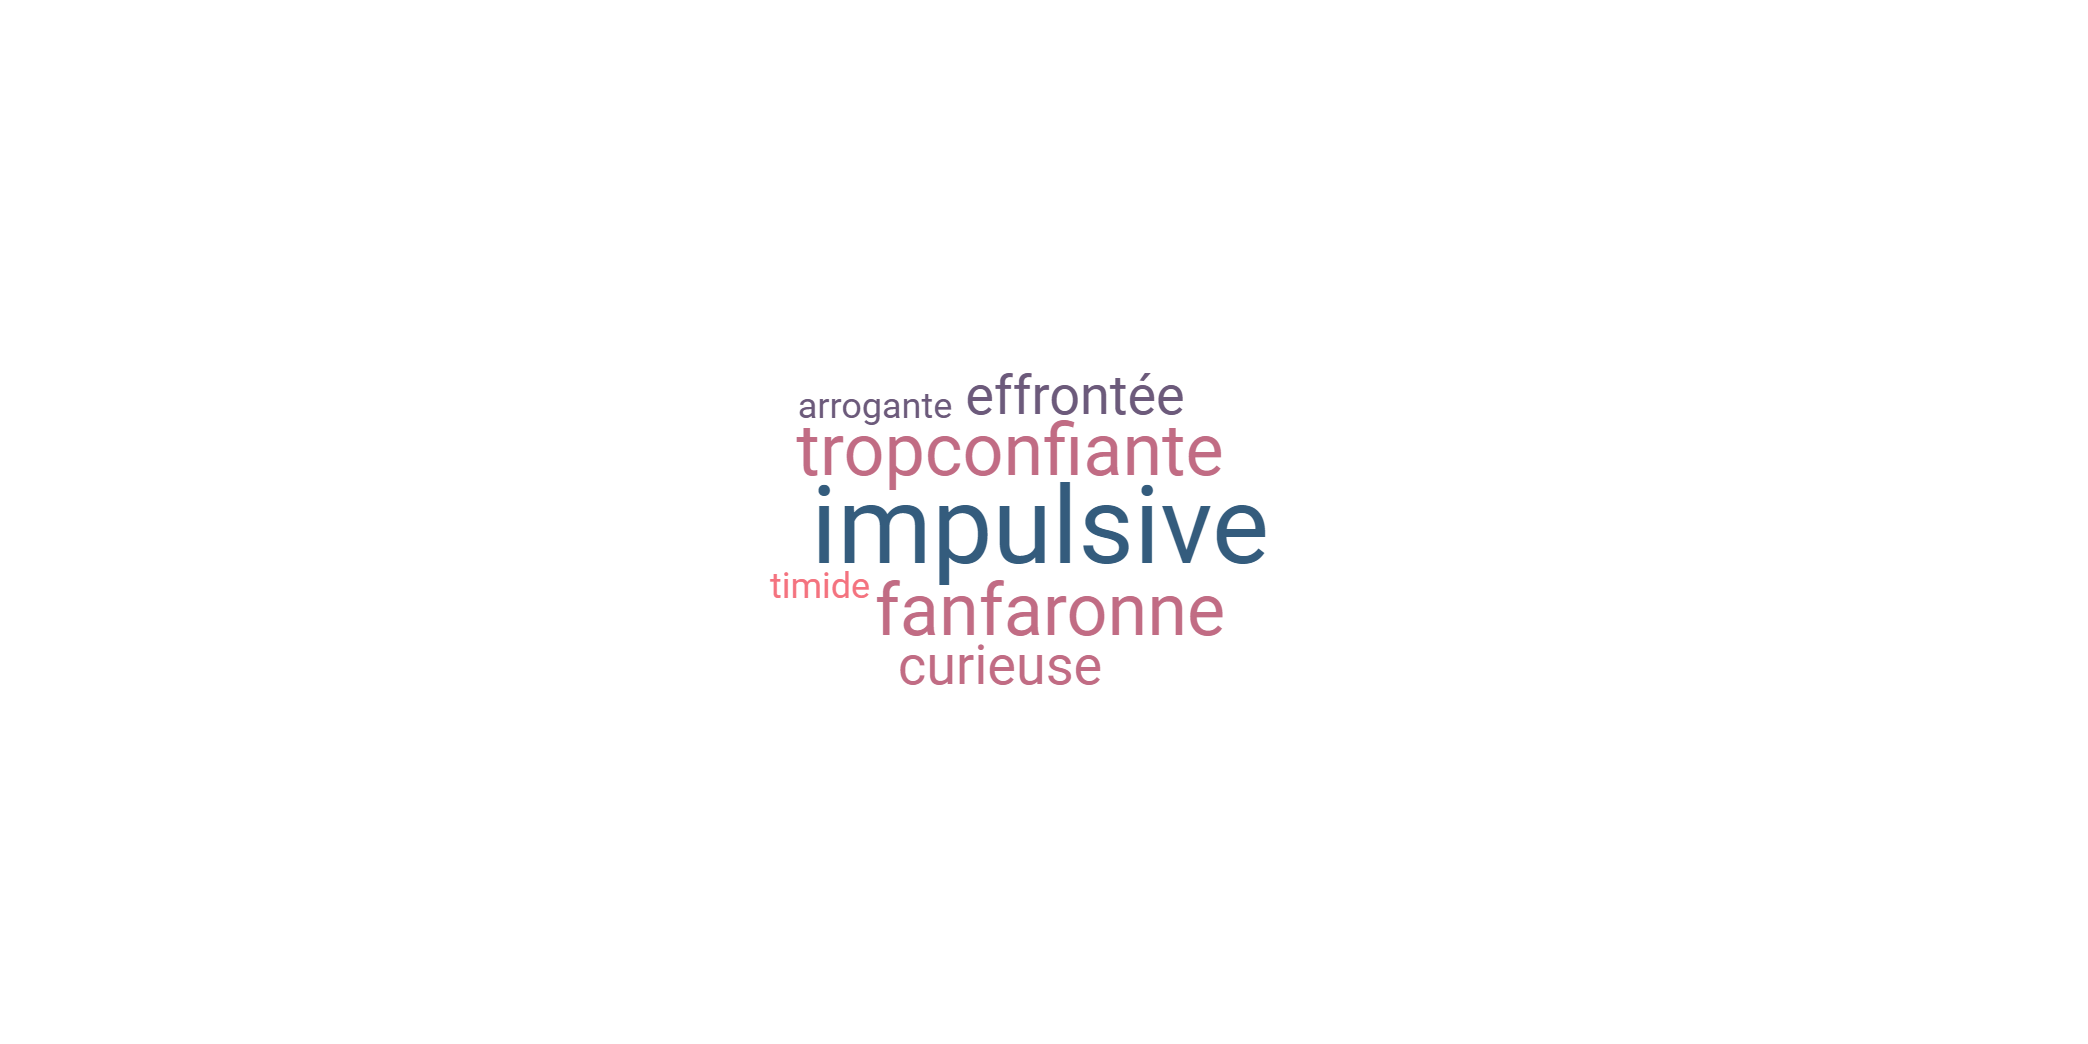 arrogante effrontée
tropconfiante
impulsive
timide fanfaronne
curieuse